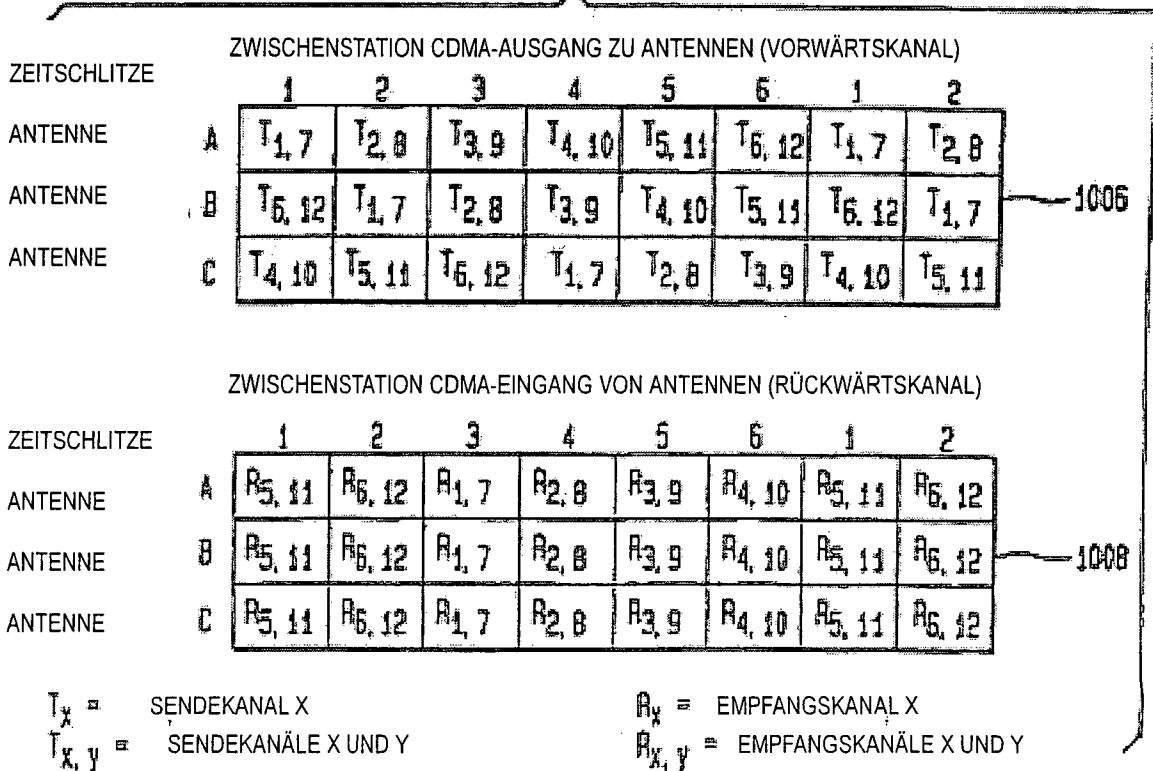 ZWISCHENSTATION CDMA-AUSGANG ZU ANTENNEN (VORWÄRTSKANAL)
ZEITSCHLITZE 1 2 3 4 5 6 1 2
ANTENNE A T1, 7 T2, 8 T3, 9 T4, 10 T5, 11 T6, 12 T1, 7 T2, 8
ANTENNE B T6, 12 T1, 7 T2, 8 T3, 9 T4, 10 T5, 11 T6, 12 T1, 7 1006
ANTENNE C T4, 10 T5, 11 T6, 12 T1, 7 T2, 8 T3, 9 T4, 10 T5, 11
ZWISCHENSTATION CDMA-EINGANG VON ANTENNEN (RÜCKWÄRTSKANAL)
ZEITSCHLITZE 1 2 3 4 5 6 1 2
ANTENNE A R5, 11 R6, 12 R1, 7 R2, 8 R3, 9 R4, 10 R5, 11 R6, 12
ANTENNE B R5, 11 R6, 12 R1, 7 R2, 8 R3, 9 R4, 10 R5, 11 R6, 12 1008
ANTENNE C R5, 11 R6, 12 R1, 7 R2, 8 R3, 9 R4, 10 R5, 11 R6, 12
Tx = SENDEKANAL X Rx = EMPFANGSKANAL X
Tx, y = SENDEKANÄLE X UND Y Rx, y = EMPFANGSKANÄLE X UND Y